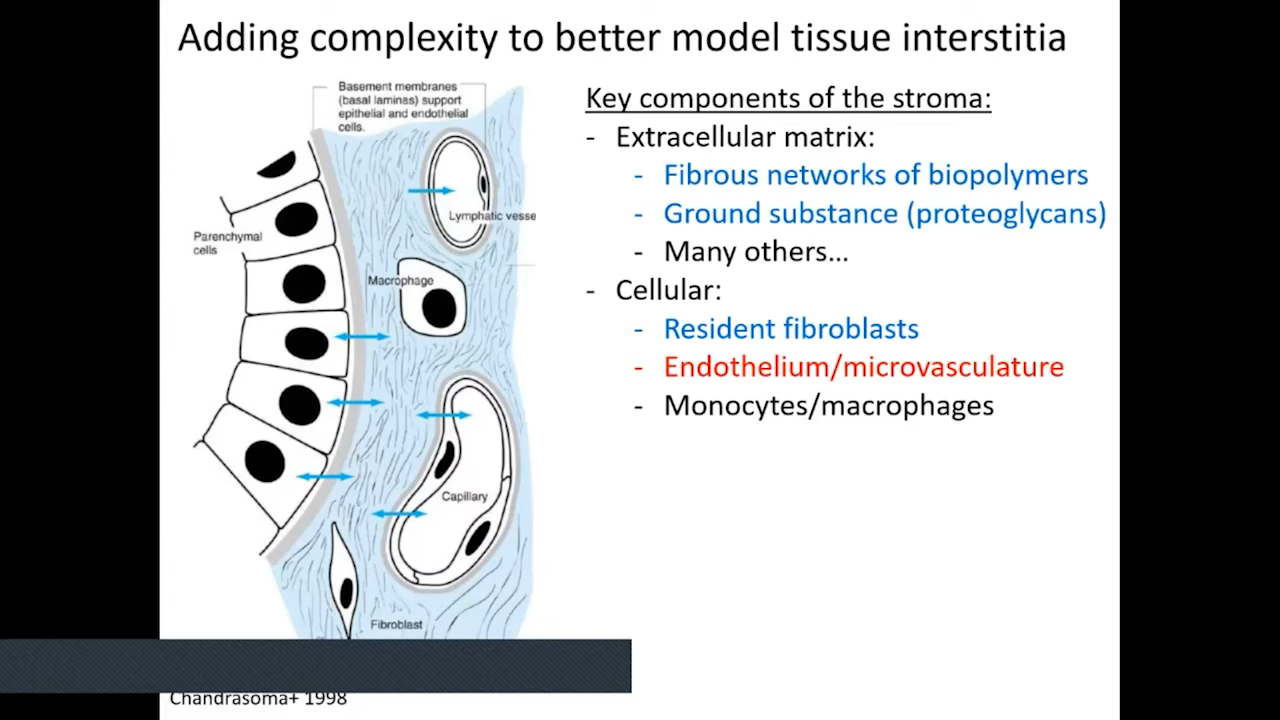 Adding complexity to better model tissue interstitia
Basement membranes
(basal laminas) support
epithelial and endothelial
cells.
Lymphatic vesse
Parenchymal
cells
Macrophage
Capillary
Fibroblast
Chandrasoma+ 1998
Key components of the stroma:
- Extracellular matrix:
- Fibrous networks of biopolymers
- Ground substance (proteoglycans)
- Many others…
- Cellular:
- Resident fibroblasts
- Endothelium/microvasculature
- Monocytes/macrophages